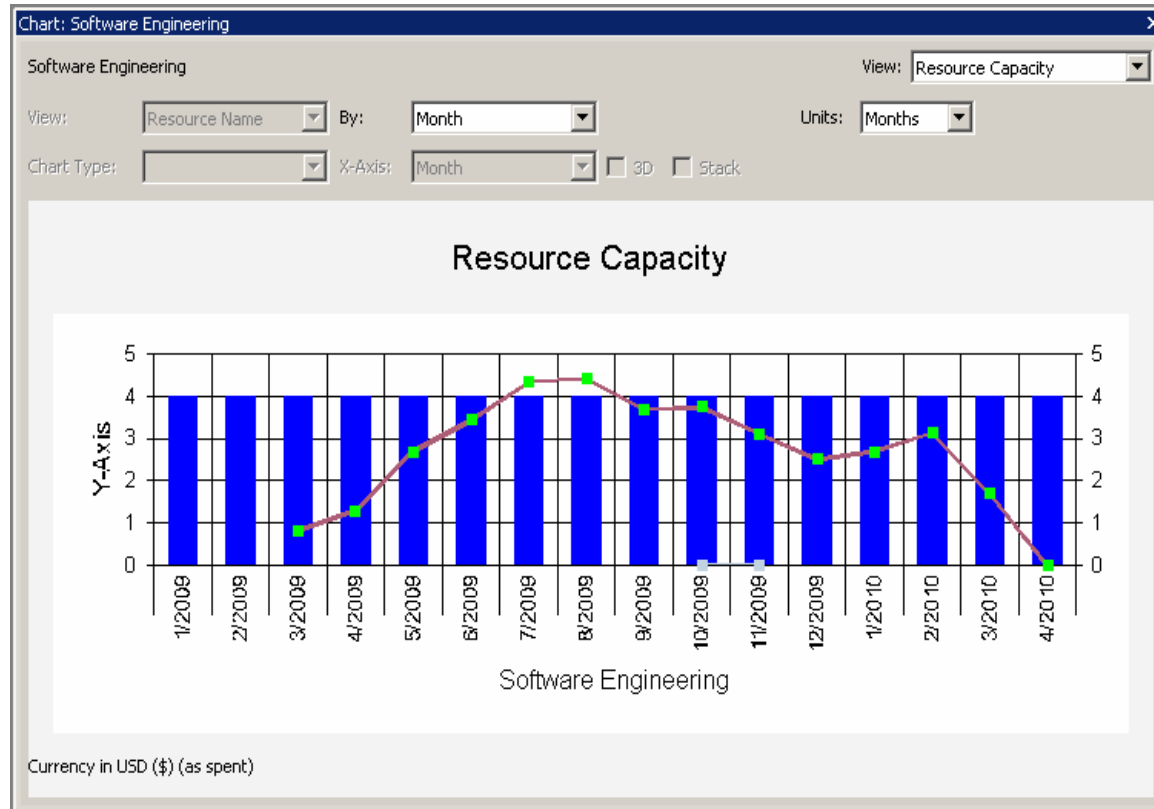 Chart: Software Engineering
Software Engineering View: Resource Capacity
View: Resource Name By: Month Units: Months
Chart Type: X-Axis: Month 3D Stack
Resource Capacity
5 5
4 4
3 3
2 2
1 1
0 0
Y-Axis
1/2009 2/2009 3/2009 4/2009 5/2009 6/2009 7/2009 8/2009 9/2009 10/2009 11/2009 12/2009 1/2010 2/2010 3/2010 4/2010
Software Engineering
Currency in USD ($) (as spent)